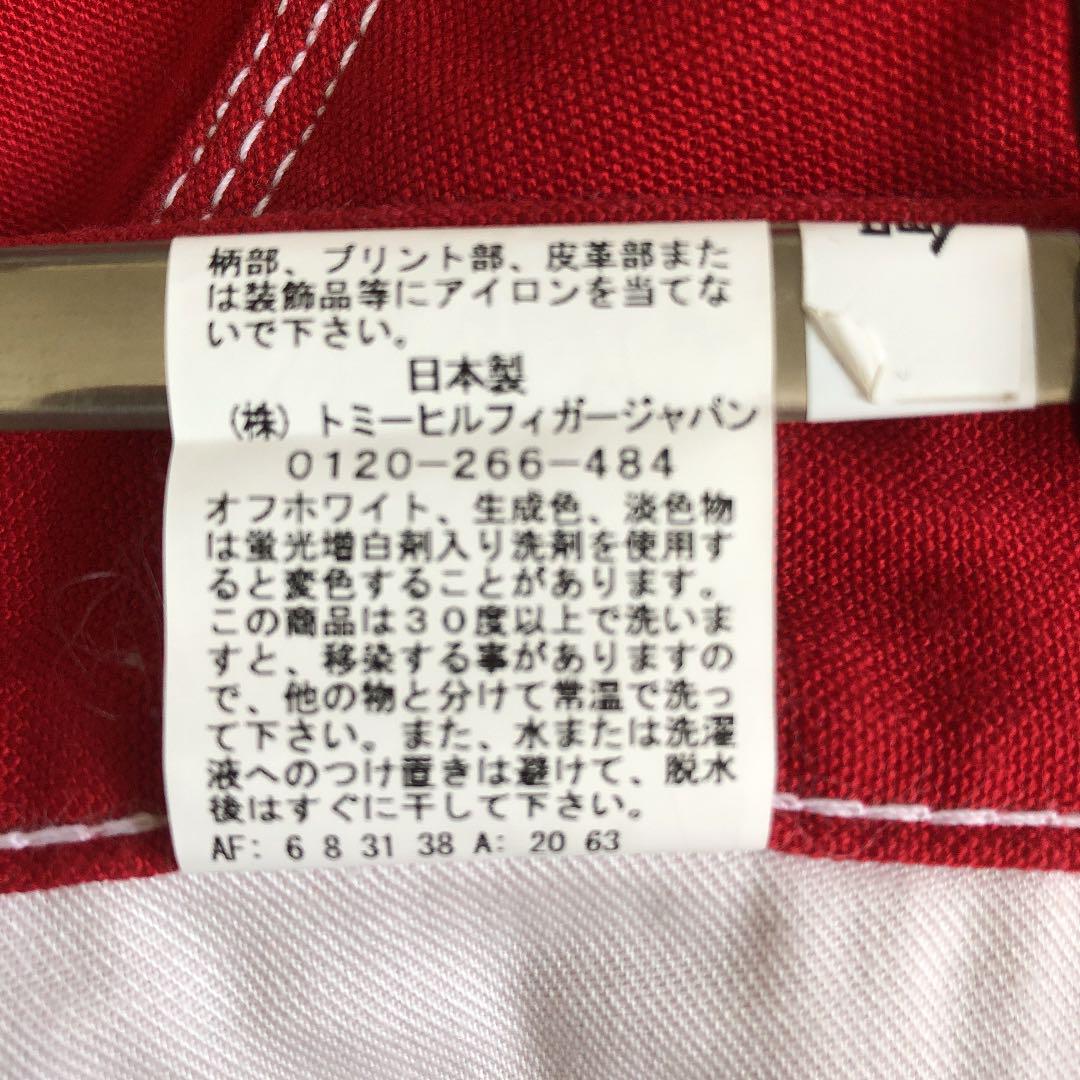 柄部、プリント部、皮革部また
は装飾品等にアイロンを当てな
いで下さい。
日本製
(株) トミーヒルフィガージャパン
0120-266-484
オフホワイト、生成色、淡色物
は蛍光増白剤入り洗剤を使用す
ると変色することがあります。
この商品は30度以上で洗いま
すと、移染する事がありますの
で、他の物と分けて常温で洗っ
て下さい。また、水または洗濯
液へのつけ置きは避けて、脱水
後はすぐに干して下さい。
AF: 6 8 31 38 A: 20 63